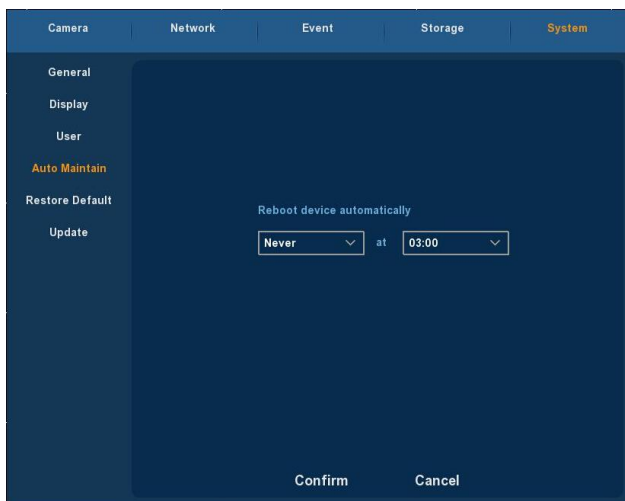 Camera Network Event Storage System
General
Display
User
Auto Maintain
Restore Default
Update
Reboot device automatically
Never at 03:00
Confirm Cancel